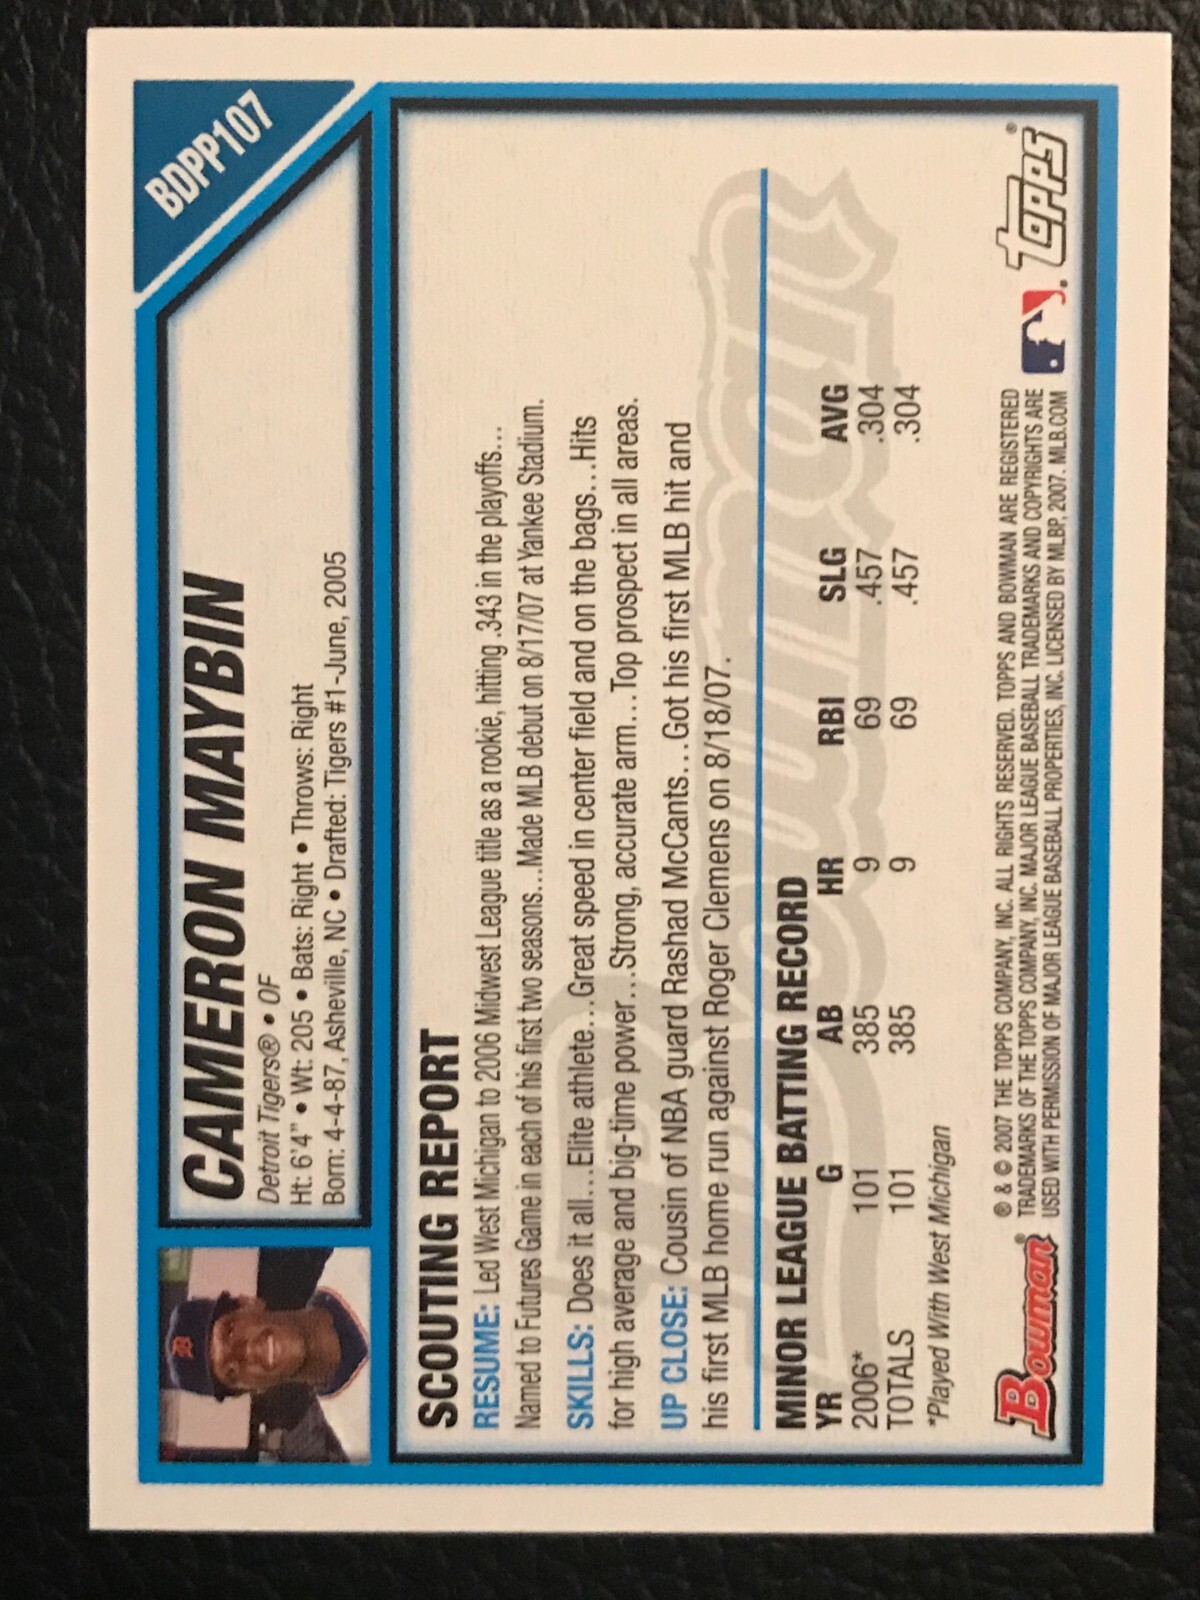 BDPP107
CAMERON MAYBIN
Detroit Tigers® • OF
Ht: 6'4" • Wt: 205 • Bats: Right • Throws: Right
Born: 4-4-87, Asheville, NC • Drafted: Tigers #1-June, 2005
SCOUTING REPORT
RESUME: Led West Michigan to 2006 Midwest League title as a rookie, hitting .343 in the playoffs...
Named to Futures Game in each of his first two seasons...Made MLB debut on 8/17/07 at Yankee Stadium.
SKILLS: Does it all...Elite athlete...Great speed in center field and on the bags...Hits
for high average and big-time power...Strong, accurate arm...Top prospect in all areas.
UP CLOSE: Cousin of NBA guard Rashad McCants...Got his first MLB hit and
his first MLB home run against Roger Clemens on 8/18/07.
Bowman
MINOR LEAGUE BATTING RECORD
YR G AB HR RBI SLG AVG
2006* 101 385 9 69 .457 .304
TOTALS 101 385 9 69 .457 .304
*Played With West Michigan
Bowman®
® & © 2007 THE TOPPS COMPANY, INC. ALL RIGHTS RESERVED. TOPPS AND BOWMAN ARE REGISTERED
TRADEMARKS OF THE TOPPS COMPANY, INC. MAJOR LEAGUE BASEBALL TRADEMARKS AND COPYRIGHTS ARE
USED WITH PERMISSION OF MAJOR LEAGUE BASEBALL PROPERTIES, INC. LICENSED BY MLBP, 2007. MLB.COM
Topps®